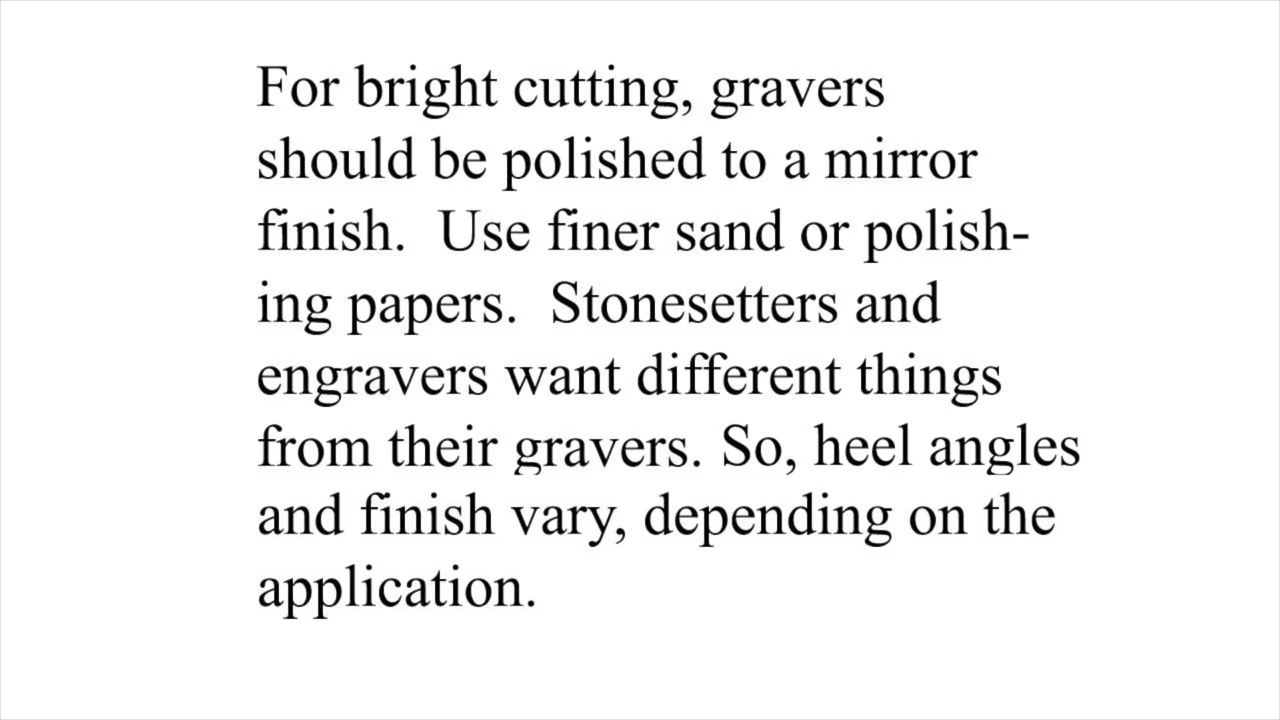 For bright cutting, gravers
should be polished to a mirror
finish.  Use finer sand or polish-
ing papers.  Stonesetters and
engravers want different things
from their gravers. So, heel angles
and finish vary, depending on the
application.